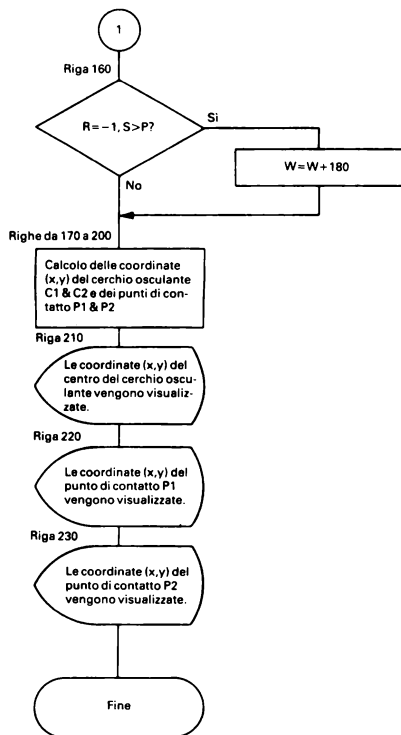 1
Riga 160
R=-1, S>P?
Sì
W=W+180
No
Righe da 170 a 200
Calcolo delle coordinate
(x,y) del cerchio osculante
C1 & C2 e dei punti di con-
tatto P1 & P2
Riga 210
Le coordinate (x,y) del
centro del cerchio oscu-
lante vengono visualiz-
zate.
Riga 220
Le coordinate (x,y) del
punto di contatto P1
vengono visualizzate.
Riga 230
Le coordinate (x,y) del
punto di contatto P2
vengono visualizzate.
Fine